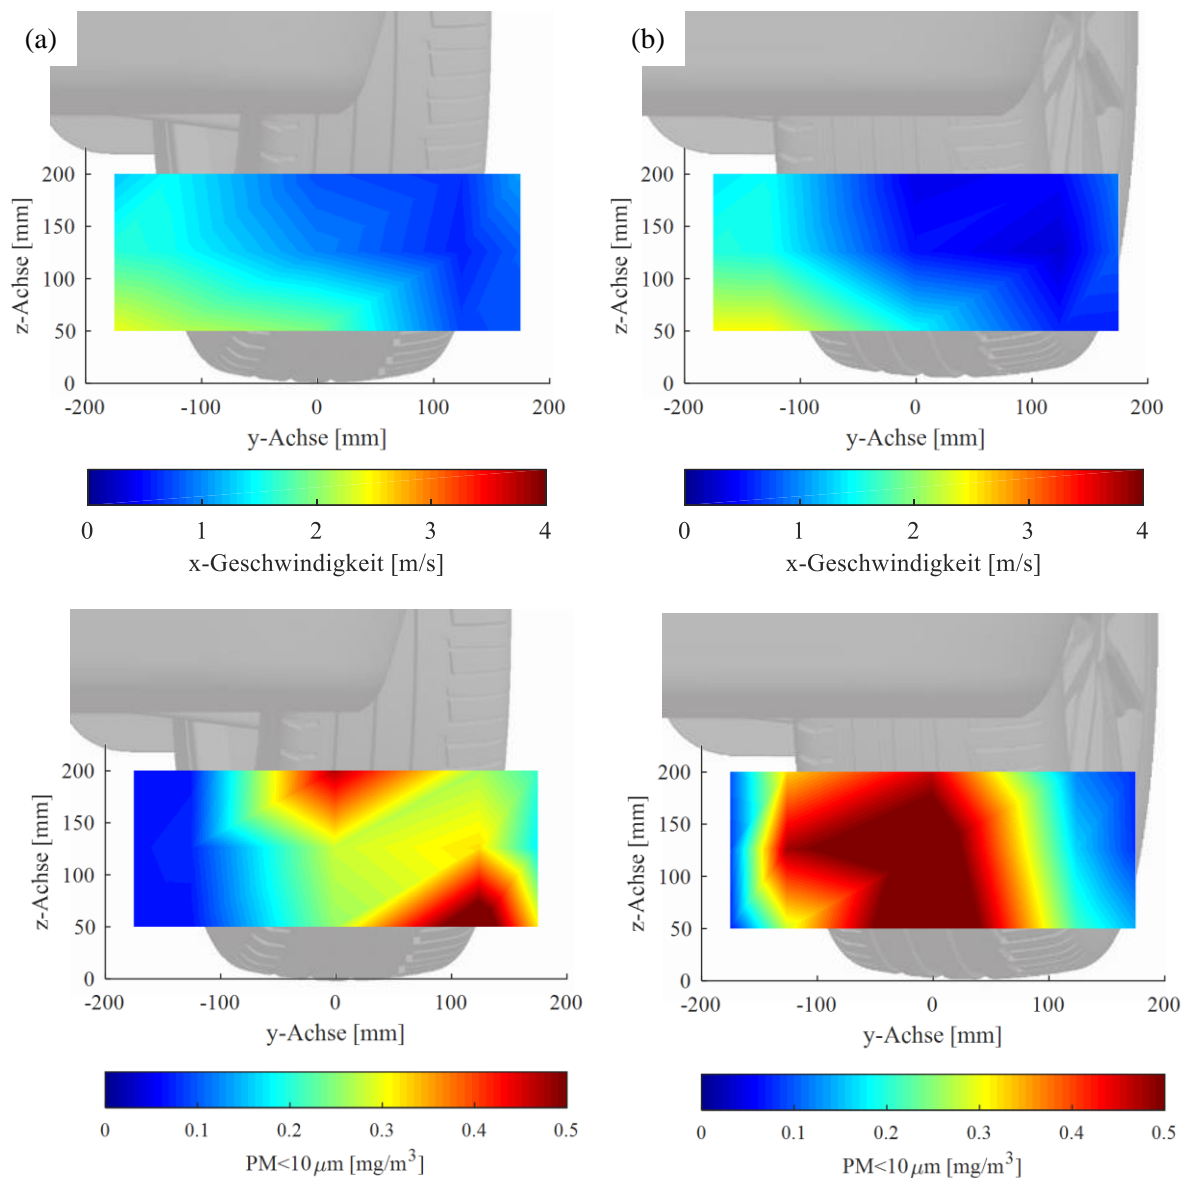 (a)
(b)
z-Achse [mm]
200
150
100
50
0
-200 -100 0 100 200
y-Achse [mm]
z-Achse [mm]
200
150
100
50
0
-200 -100 0 100 200
y-Achse [mm]
0 1 2 3 4
x-Geschwindigkeit [m/s]
0 1 2 3 4
x-Geschwindigkeit [m/s]
z-Achse [mm]
200
150
100
50
0
-200 -100 0 100 200
y-Achse [mm]
z-Achse [mm]
200
150
100
50
0
-200 -100 0 100 200
y-Achse [mm]
0 0.1 0.2 0.3 0.4 0.5
PM<10 μm [mg/m³]
0 0.1 0.2 0.3 0.4 0.5
PM<10 μm [mg/m³]